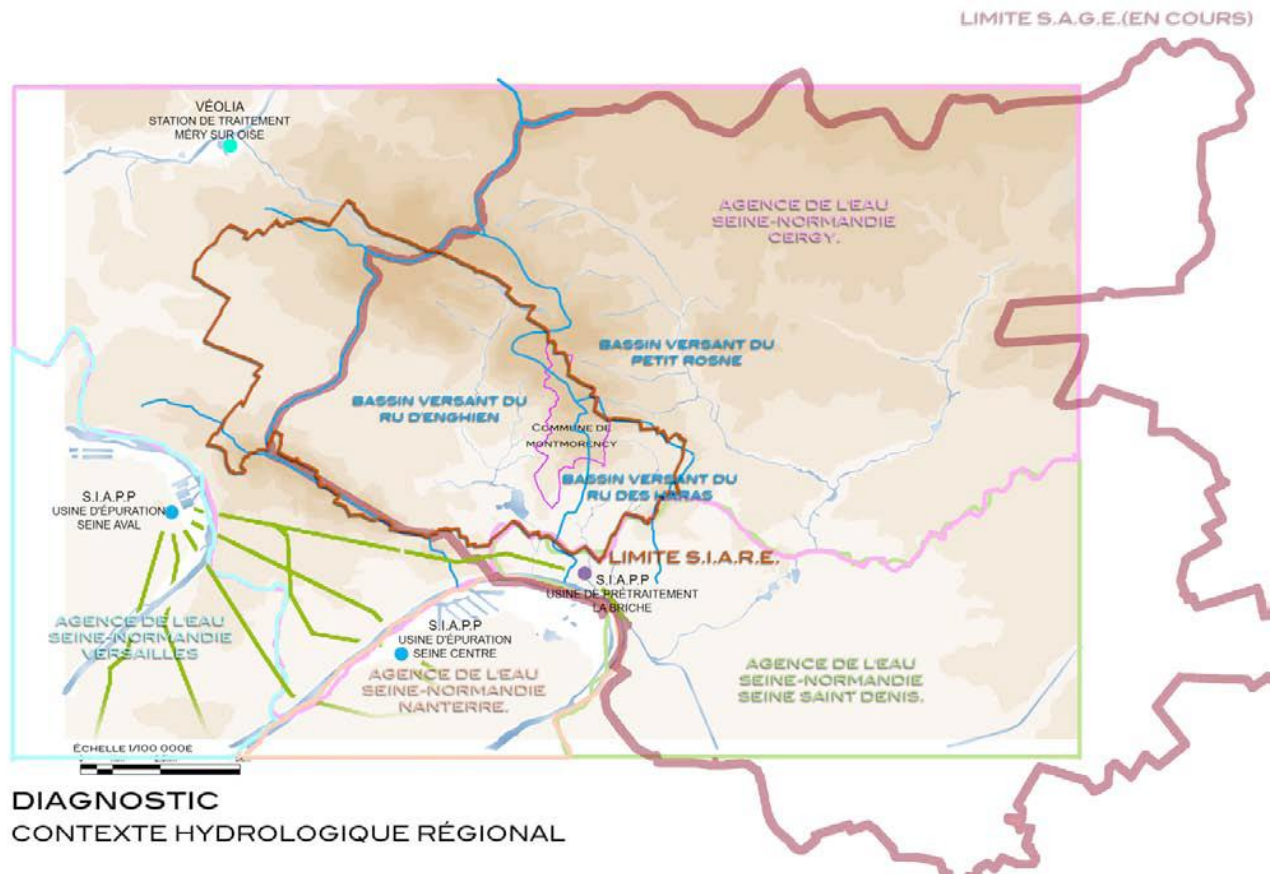 LIMITE S.A.G.E.(EN COURS)
VÉOLIA
STATION DE TRAITEMENT
MÉRY SUR OISE
AGENCE DE L'EAU
SEINE-NORMANDIE
CERGY.
BASSIN VERSANT DU
PETIT ROSNE
BASSIN VERSANT DU
RU D'ENGHIEN
COMMUNE DE
MONTMORENCY
BASSIN VERSANT DU
RU DES HARAS
S.I.A.P.P
USINE D'ÉPURATION
SEINE AVAL
LIMITE S.I.A.R.E.
S.I.A.P.P
USINE DE PRÉTRAITEMENT
LA BRICHE
AGENCE DE L'EAU
SEINE-NORMANDIE
VERSAILLES
S.I.A.P.P
USINE D'ÉPURATION
SEINE CENTRE
AGENCE DE L'EAU
SEINE-NORMANDIE
NANTERRE.
AGENCE DE L'EAU
SEINE-NORMANDIE
SEINE SAINT DENIS.
ÉCHELLE 1/100 000E
DIAGNOSTIC
CONTEXTE HYDROLOGIQUE RÉGIONAL